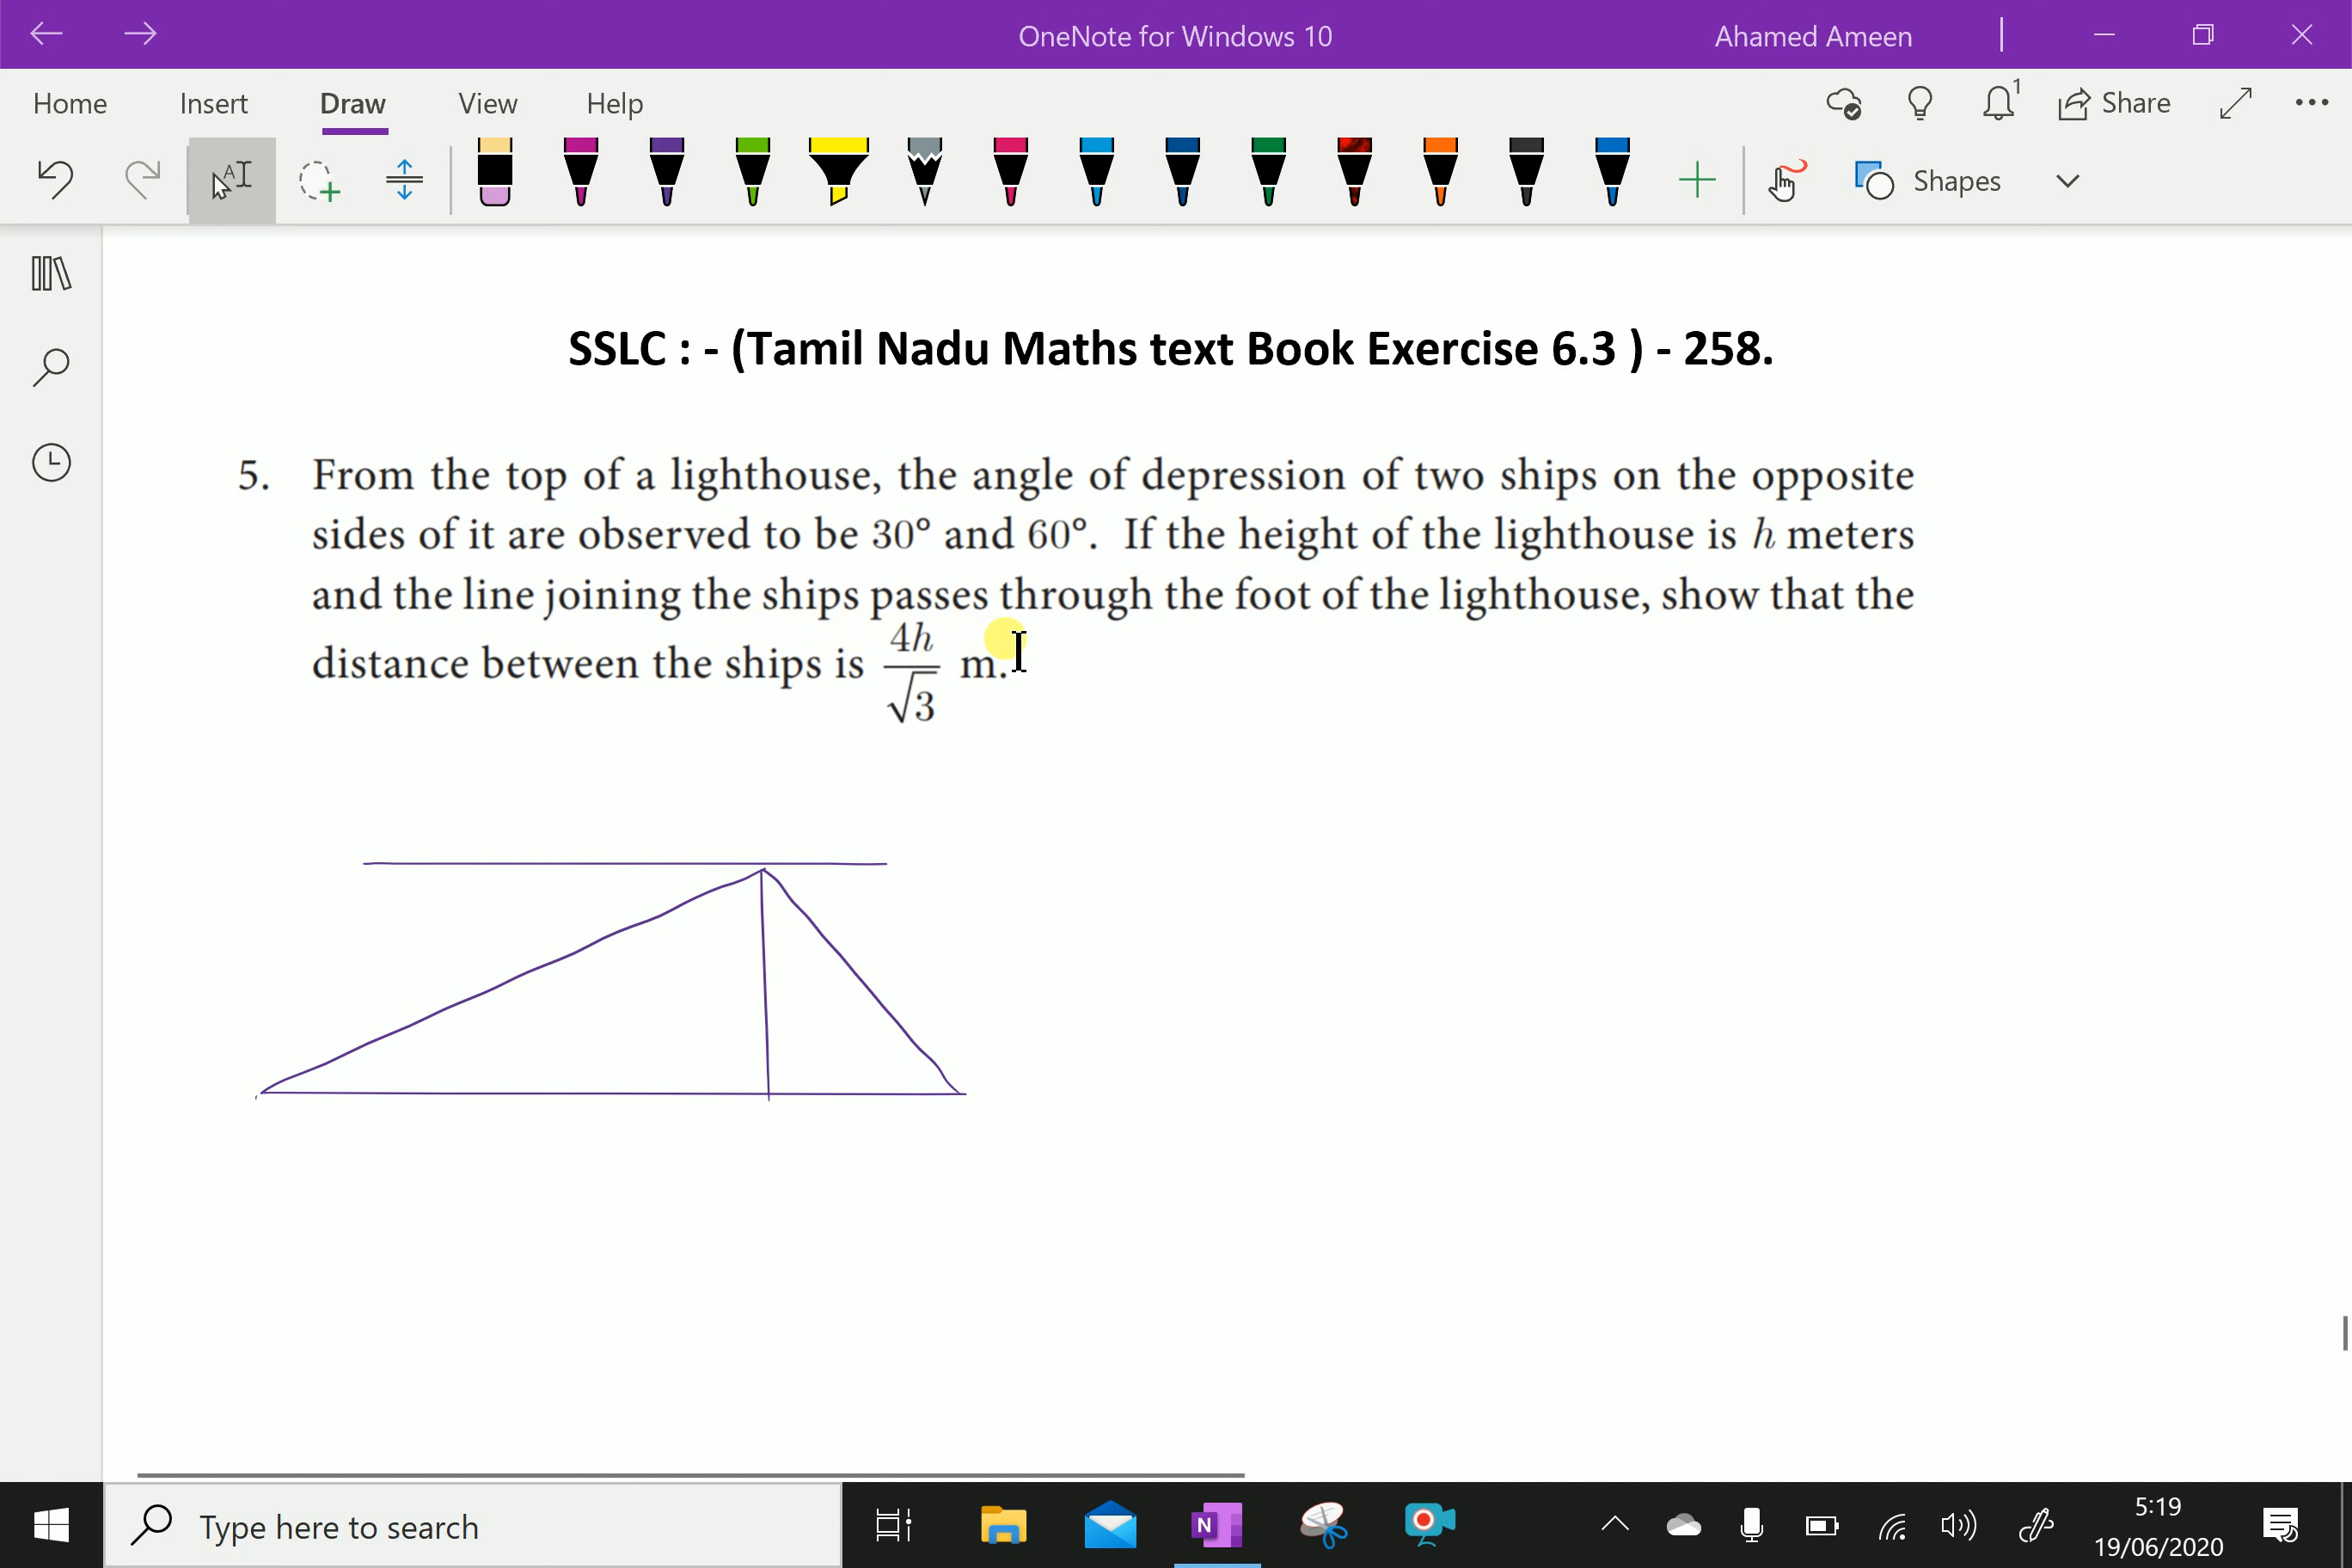 OneNote for Windows 10
Ahamed Ameen
Home Insert Draw View Help
1
Share
A
Shapes
SSLC : - (Tamil Nadu Maths text Book Exercise 6.3 ) - 258.
5. From the top of a lighthouse, the angle of depression of two ships on the opposite
sides of it are observed to be 30° and 60°. If the height of the lighthouse is h meters
and the line joining the ships passes through the foot of the lighthouse, show that the
distance between the ships is 4h/√3 m.
Type here to search
N
5:19
19/06/2020